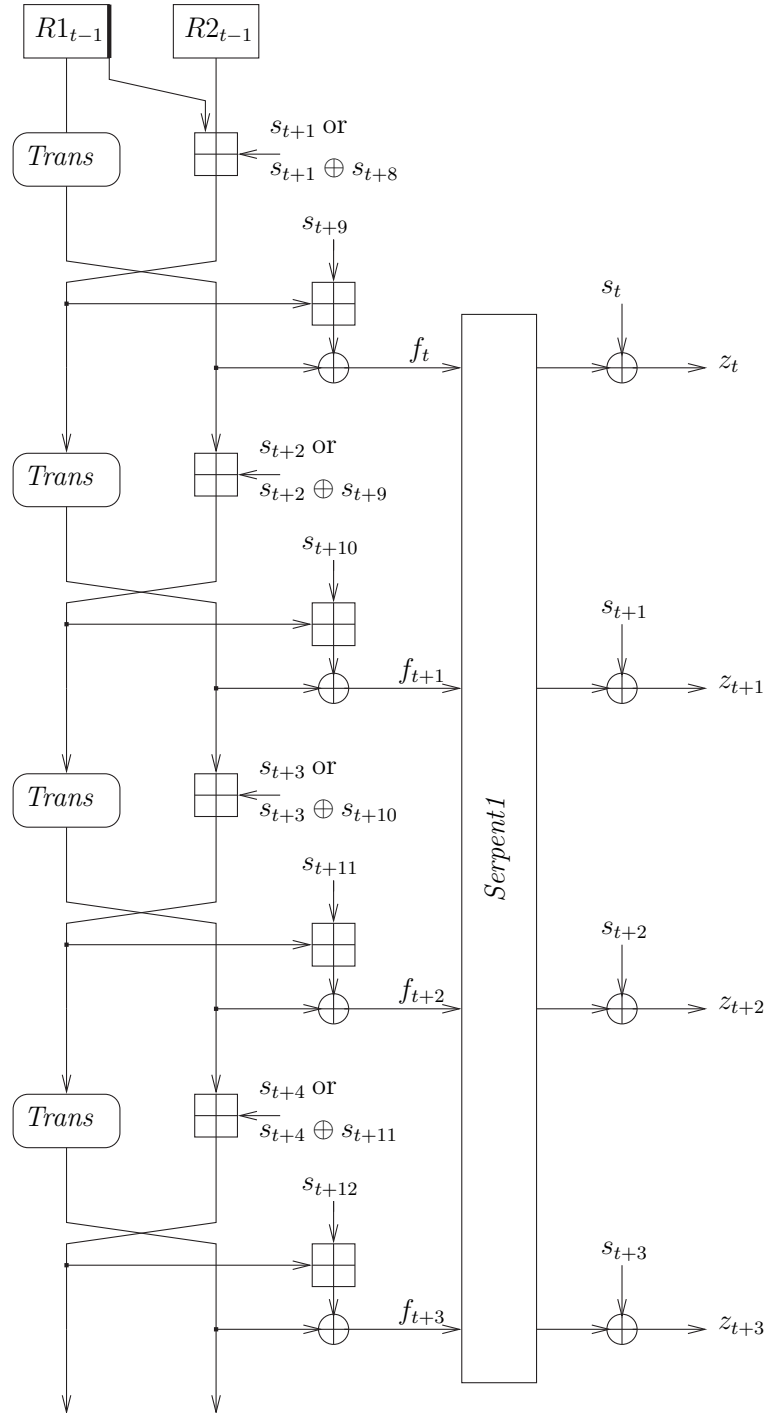 R1_{t−1} R2_{t−1}
s_{t+1} or
Trans
s_{t+1} ⊕ s_{t+8}
s_{t+9}
s_t
f_t
z_t
s_{t+2} or
Trans
s_{t+2} ⊕ s_{t+9}
s_{t+10}
s_{t+1}
f_{t+1}
z_{t+1}
s_{t+3} or
Trans
s_{t+3} ⊕ s_{t+10}
Serpent1
s_{t+11}
s_{t+2}
f_{t+2}
z_{t+2}
s_{t+4} or
Trans
s_{t+4} ⊕ s_{t+11}
s_{t+12}
s_{t+3}
f_{t+3}
z_{t+3}